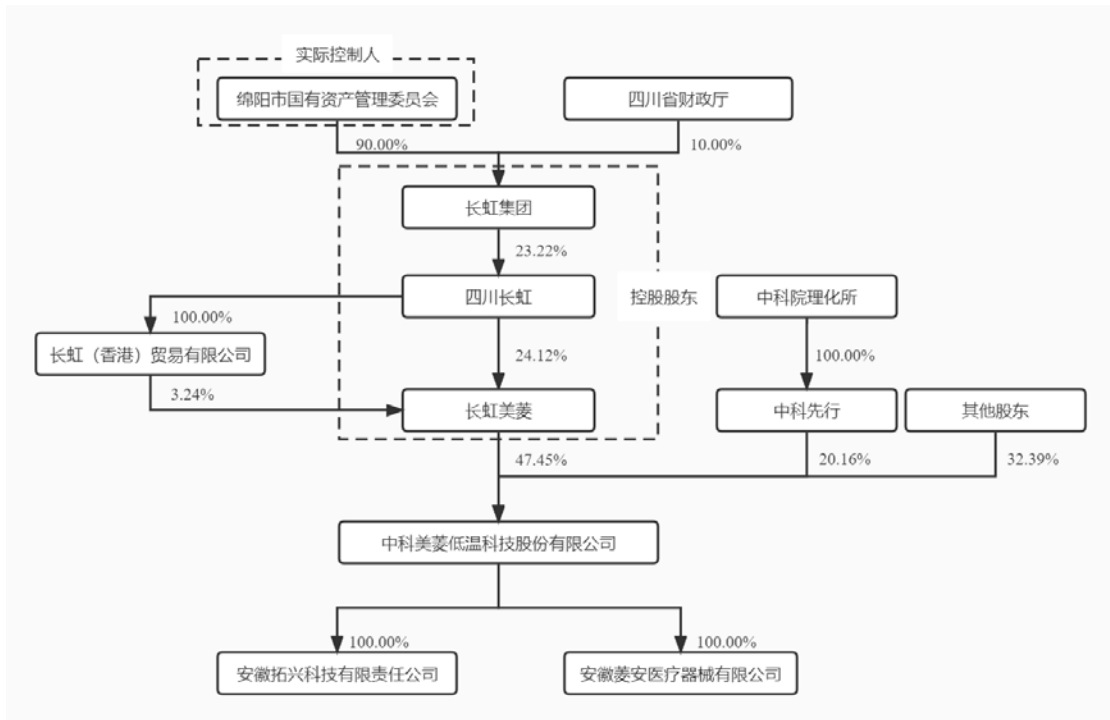 实际控制人
绵阳市国有资产管理委员会
四川省财政厅
90.00%
10.00%
长虹集团
23.22%
四川长虹
控股股东
中科院理化所
100.00%
长虹（香港）贸易有限公司
24.12%
100.00%
3.24%
长虹美菱
中科先行
其他股东
47.45%
20.16%
32.39%
中科美菱低温科技股份有限公司
100.00%
100.00%
安徽拓兴科技有限责任公司
安徽菱安医疗器械有限公司